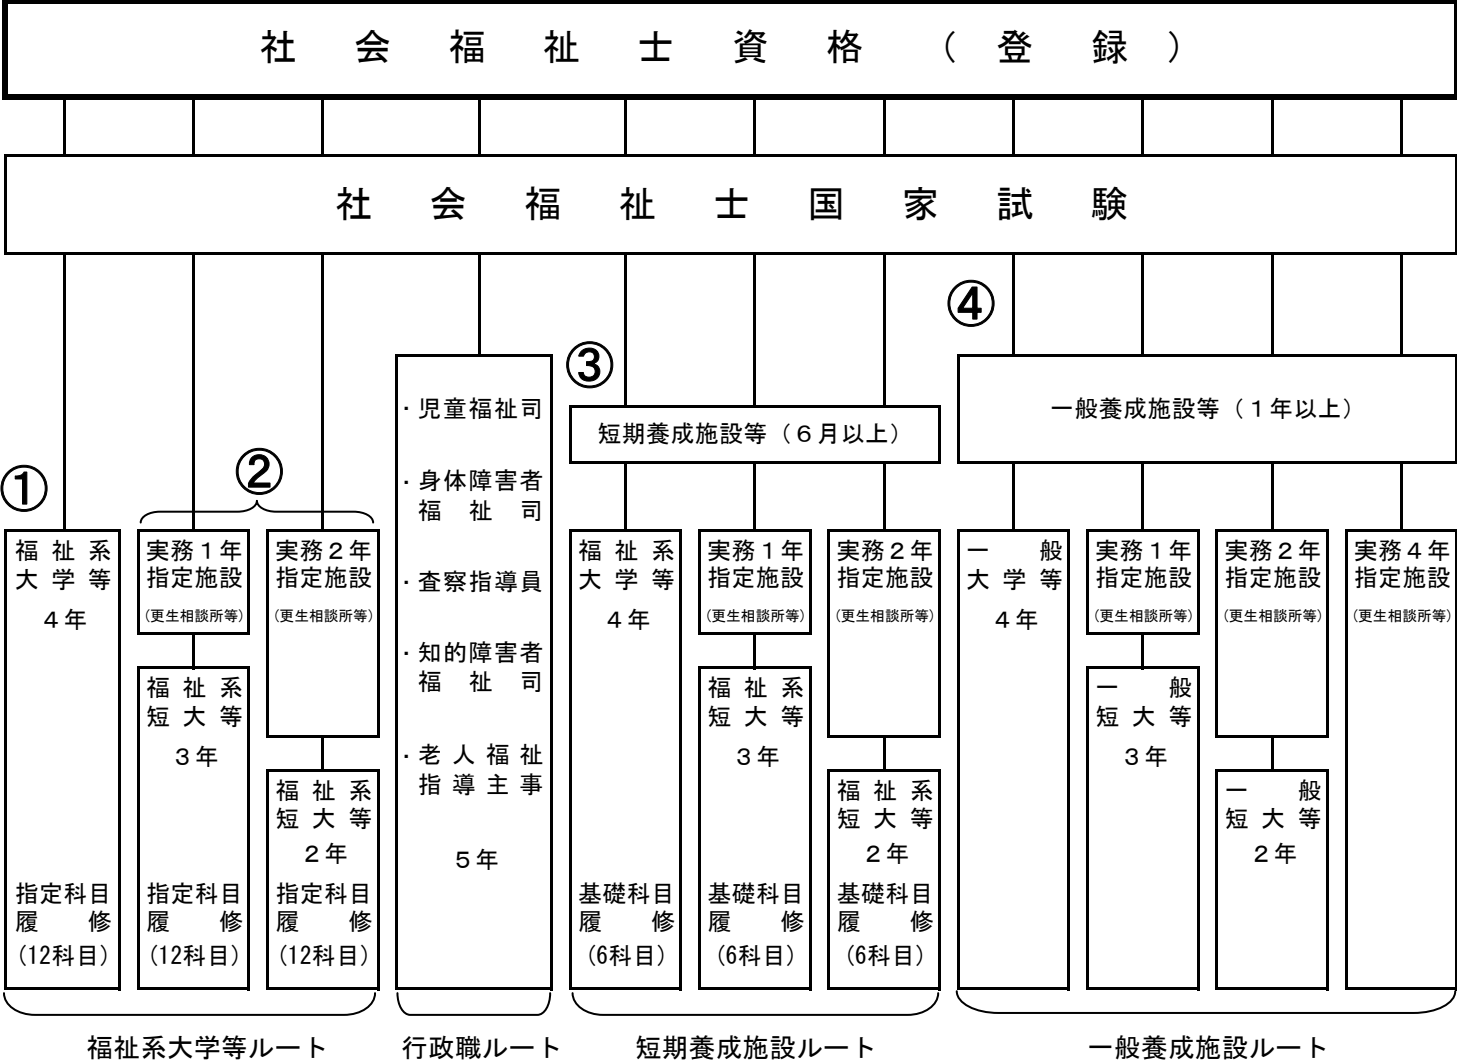 社会福祉士資格（登録）
社会福祉士国家試験
①
福祉系
大学等
４年
指定科目
履修
(12科目)
②
実務１年
指定施設
(更生相談所等)
福祉系
短大等
３年
指定科目
履修
(12科目)
実務２年
指定施設
(更生相談所等)
福祉系
短大等
２年
指定科目
履修
(12科目)
福祉系大学等ルート
・児童福祉司
・身体障害者
福祉司
・査察指導員
・知的障害者
福祉司
・老人福祉
指導主事
５年
行政職ルート
③
短期養成施設等（６月以上）
福祉系
大学等
４年
基礎科目
履修
(6科目)
実務１年
指定施設
(更生相談所等)
福祉系
短大等
３年
基礎科目
履修
(6科目)
実務２年
指定施設
(更生相談所等)
福祉系
短大等
２年
基礎科目
履修
(6科目)
短期養成施設ルート
④
一般養成施設等（１年以上）
一般
大学等
４年
実務１年
指定施設
(更生相談所等)
一般
短大等
３年
実務２年
指定施設
(更生相談所等)
一般
短大等
２年
実務４年
指定施設
(更生相談所等)
一般養成施設ルート